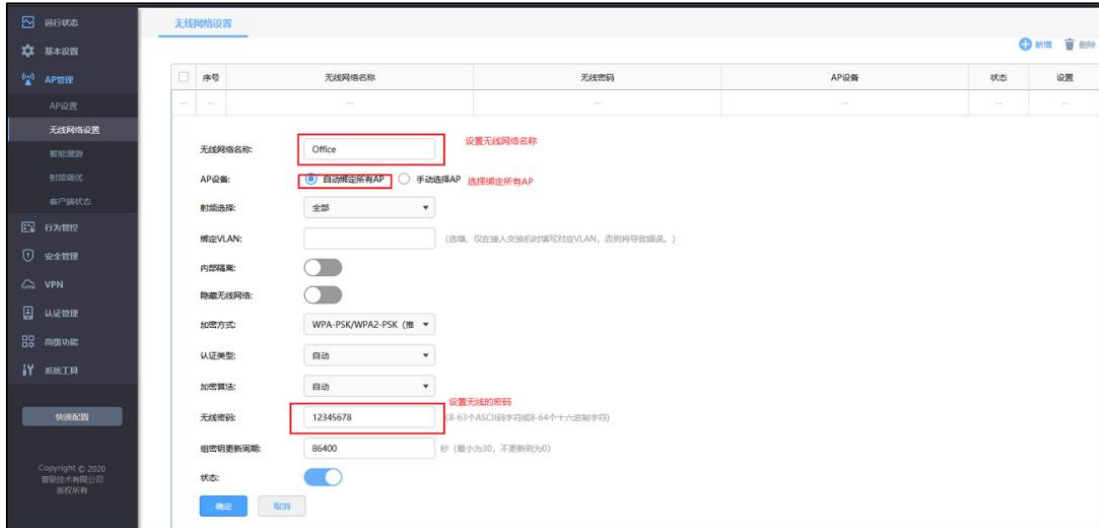 运行状态
无线网络设置
基本设置
新增 删除
AP管理
序号 无线网络名称 无线密码 AP设备 状态 设置
AP设置
-- -- -- -- -- -- --
无线网络设置
无线网络名称: Office 设置无线网络名称
智能漫游
AP设备: 自动绑定所有AP 手动选择AP 选择绑定所有AP
射频调优
客户端状态
射频选择: 全部
行为管控
绑定VLAN: (选填,仅在接入交换机时填写对应VLAN,否则将导致错误。)
安全管理
内部隔离:
VPN
隐藏无线网络:
认证管理
加密方式: WPA-PSK/WPA2-PSK (推
高级功能
认证类型: 自动
系统工具
加密算法: 自动
设置无线的密码
快速配置
无线密码: 12345678 (8-63个ASCII码字符或8-64个十六进制字符)
组密钥更新周期: 86400 秒 (最小为30,不更新则为0)
Copyright © 2020
状态:
普联技术有限公司
版权所有
确定 取消